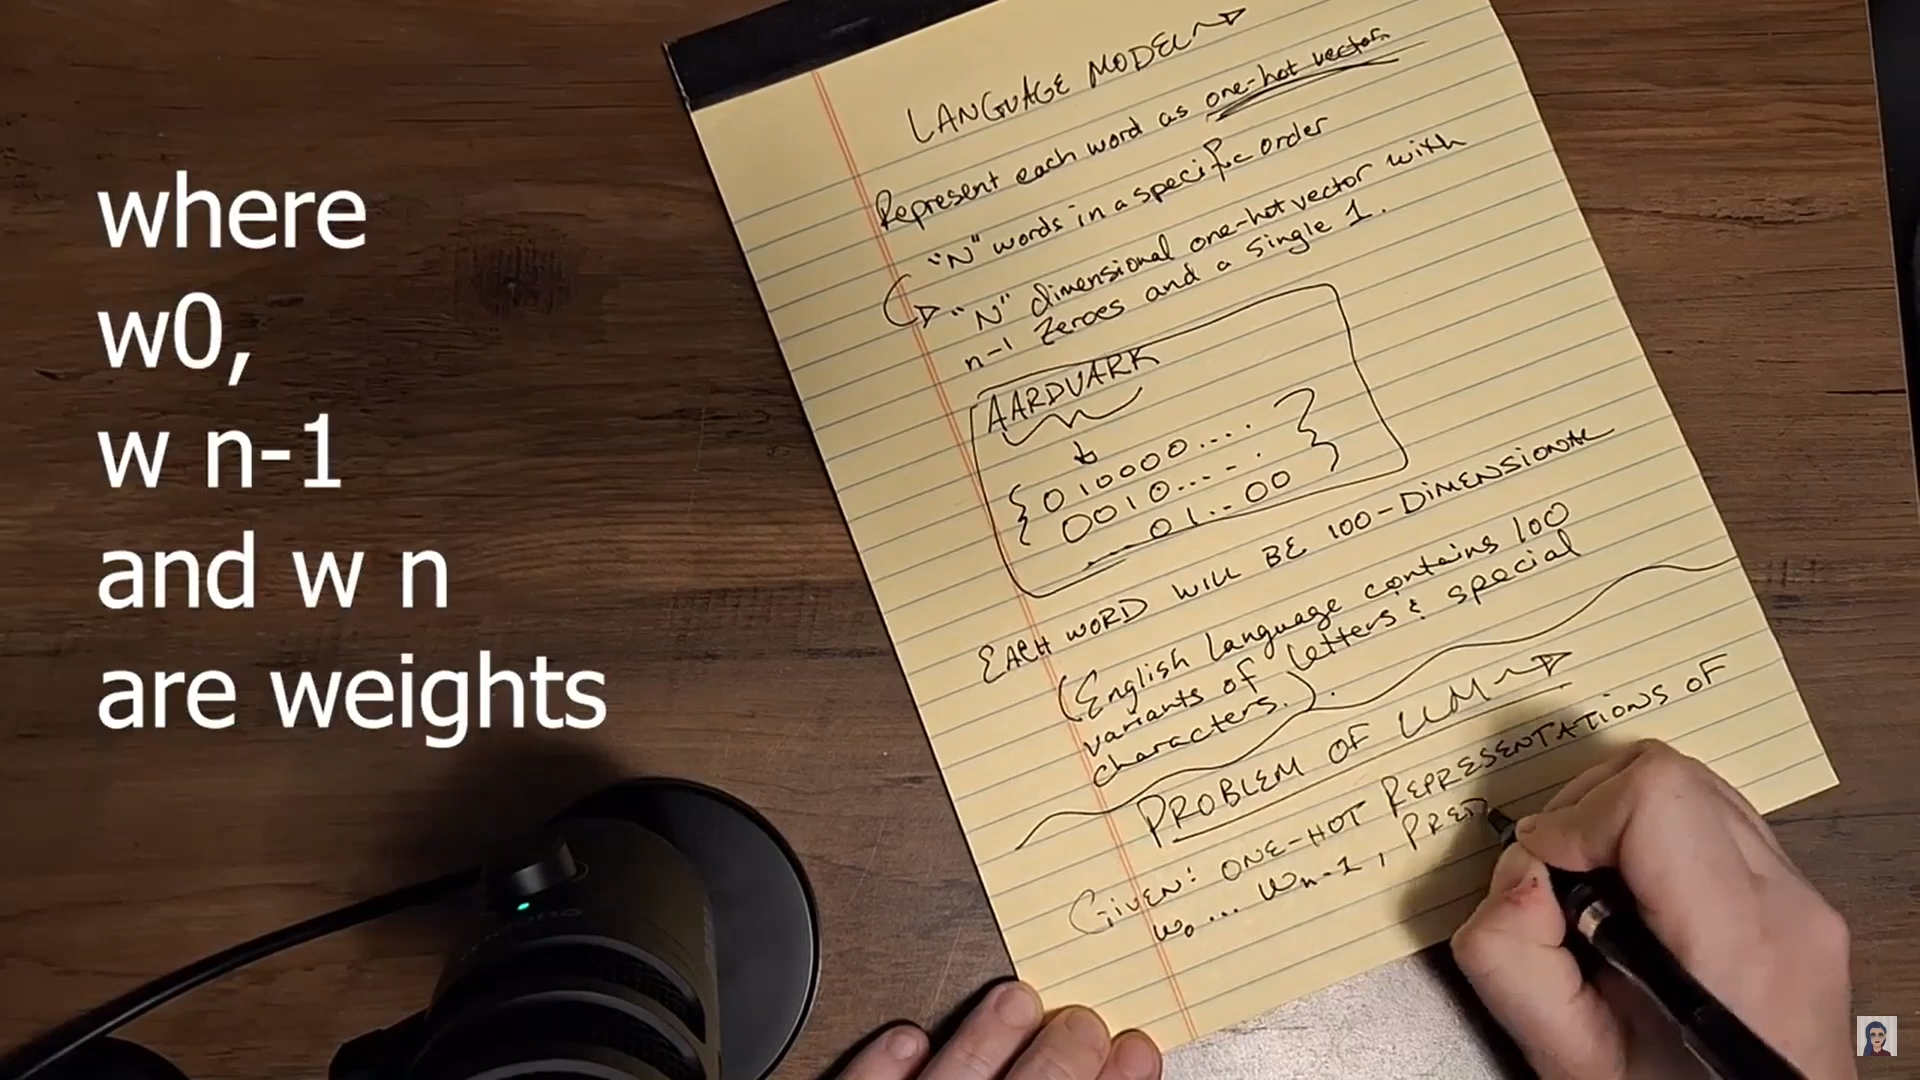 where
w0,
w n-1
and w n
are weights
LANGUAGE MODEL
Represent each word as one-hot vector.
"N" words in a specific order
"N" dimensional one-hot vector with
n-1 zeroes and a single 1.
AARDVARK
{010000....}
0010...-.
01..00
EACH WORD WILL BE 100-DIMENSIONAL
(English language contains 100
variants of letters & special
characters.).
PROBLEM OF LLM
GIVEN: ONE-HOT REPRESENTATIONS OF
w0... wn-1, PRED